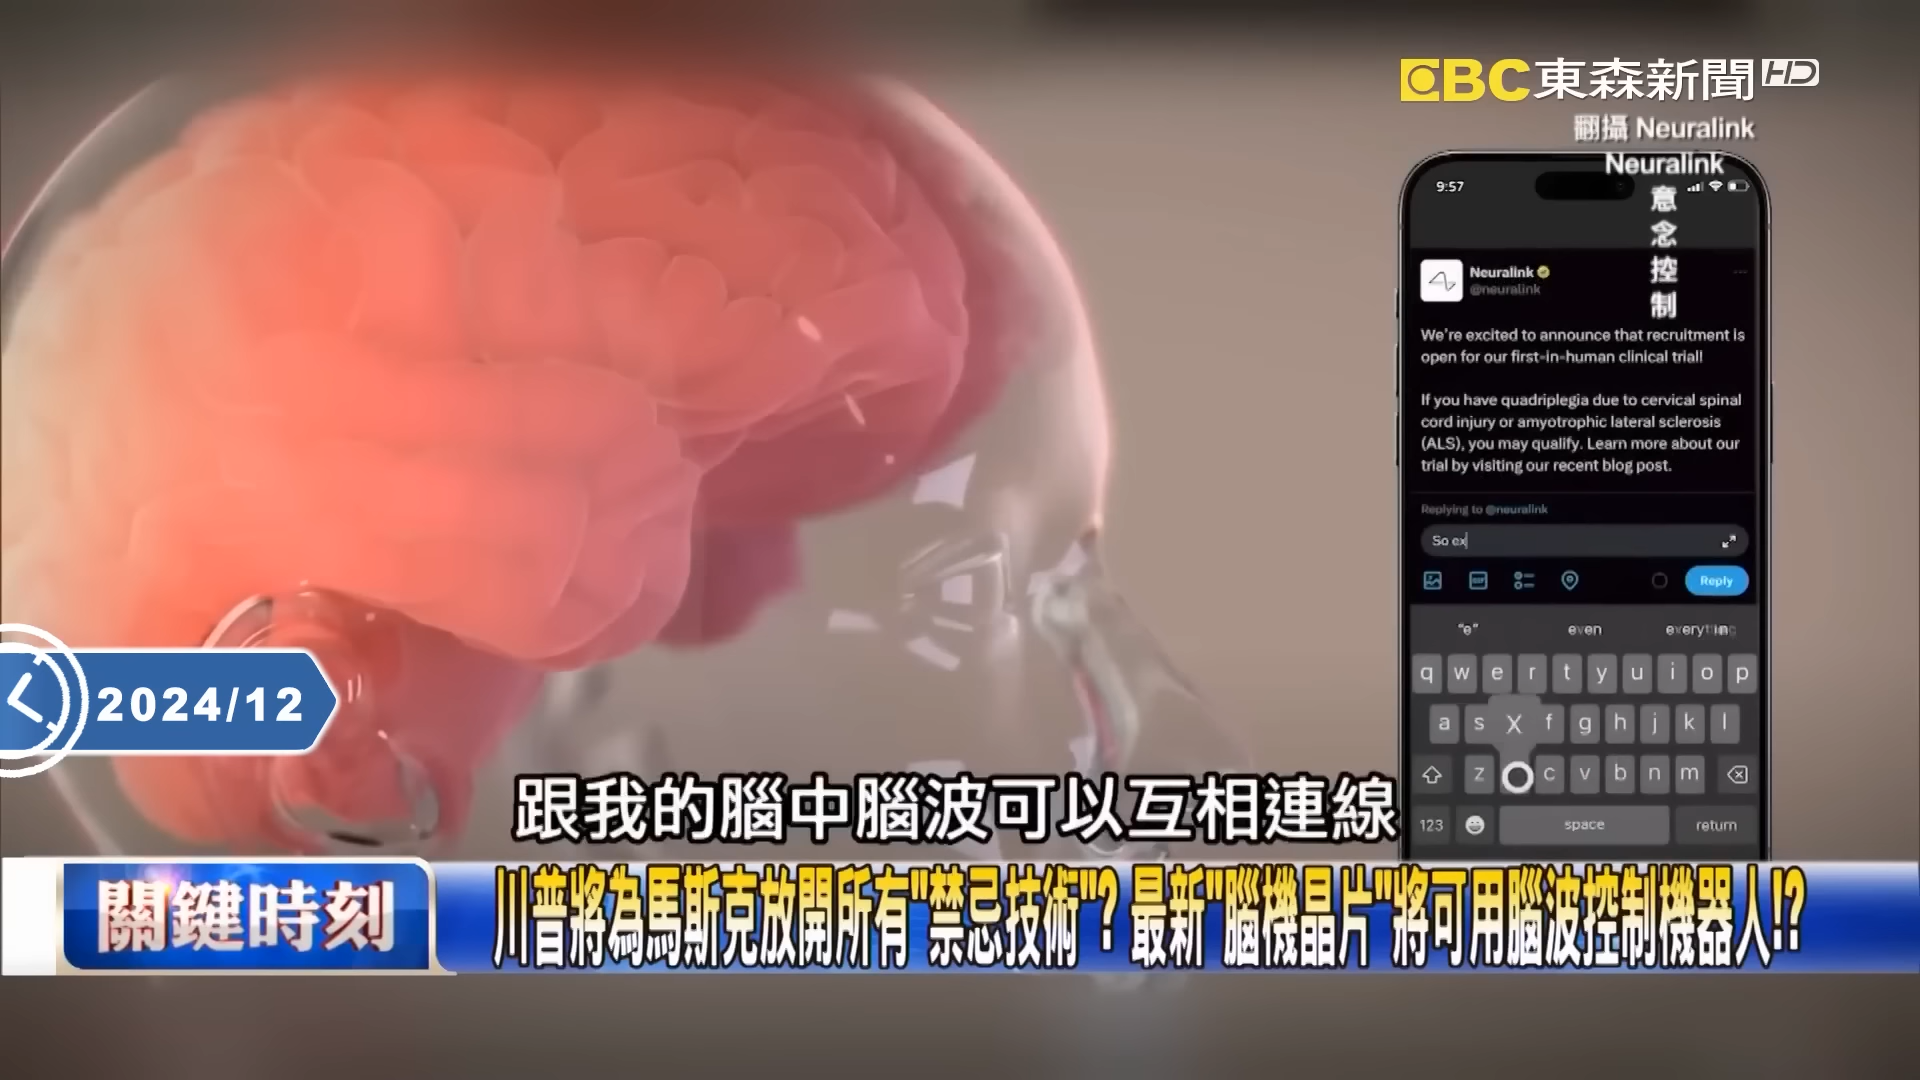 EBC東森新聞HD
翻攝 Neuralink
Neuralink
意念控制
9:57
Neuralink
@neuralink
We're excited to announce that recruitment is
open for our first-in-human clinical trial!
If you have quadriplegia due to cervical spinal
cord injury or amyotrophic lateral sclerosis
(ALS), you may qualify. Learn more about our
trial by visiting our recent blog post.
Replying to @neuralink
So ex
GIF
Reply
"e" even
q w e r t y u i o p
a s X f g h j k l
z c v b n m
123 space return
2024/12
跟我的腦中腦波可以互相連線
關鍵時刻
川普將為馬斯克放開所有"禁忌技術"? 最新"腦機晶片"將可用腦波控制機器人!?